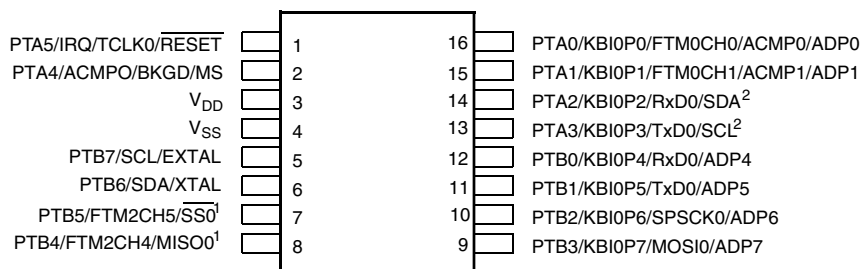 PTA5/IRQ/TCLK0/RESET 1 16 PTA0/KBI0P0/FTM0CH0/ACMP0/ADP0
PTA4/ACMPO/BKGD/MS 2 15 PTA1/KBI0P1/FTM0CH1/ACMP1/ADP1
VDD 3 14 PTA2/KBI0P2/RxD0/SDA²
VSS 4 13 PTA3/KBI0P3/TxD0/SCL²
PTB7/SCL/EXTAL 5 12 PTB0/KBI0P4/RxD0/ADP4
PTB6/SDA/XTAL 6 11 PTB1/KBI0P5/TxD0/ADP5
PTB5/FTM2CH5/SS0¹ 7 10 PTB2/KBI0P6/SPSCK0/ADP6
PTB4/FTM2CH4/MISO0¹ 8 9 PTB3/KBI0P7/MOSI0/ADP7